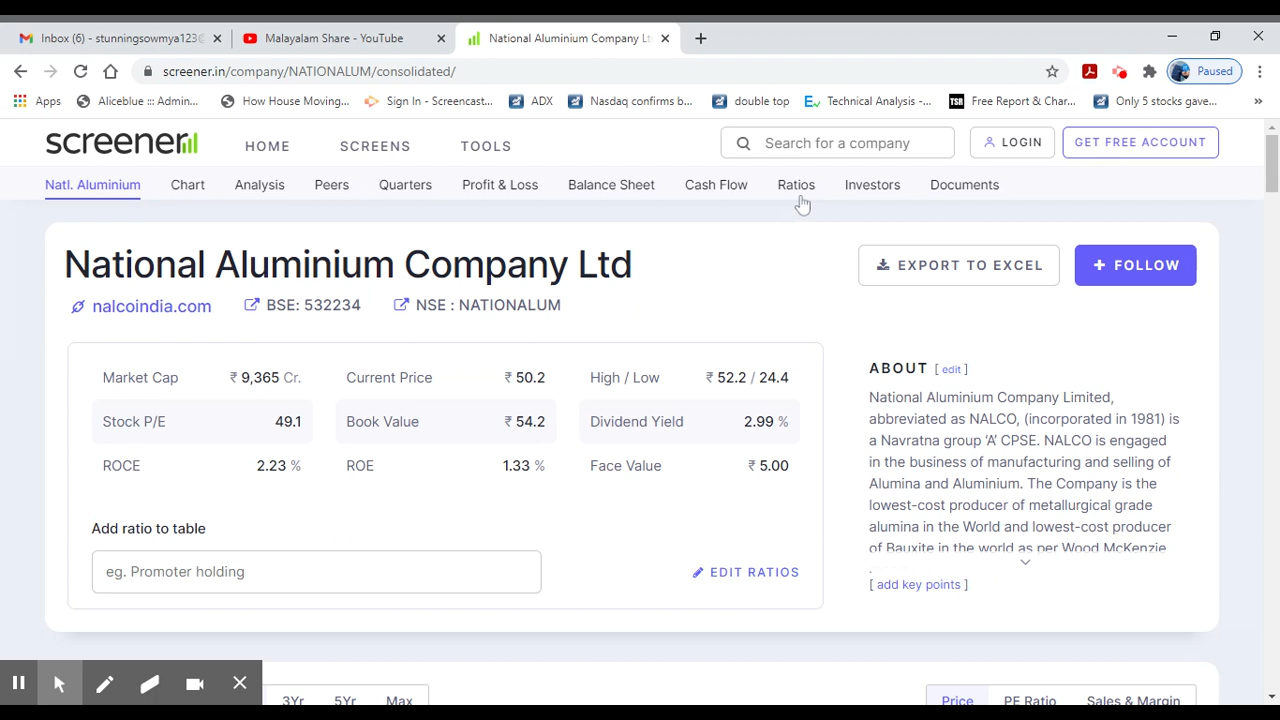 Inbox (6) - stunningsowmya123@
Malayalam Share - YouTube
National Aluminium Company Lt
screener.in/company/NATIONALUM/consolidated/
Paused
Apps
Aliceblue ::: Admin...
How House Moving...
Sign In - Screencast...
ADX
Nasdaq confirms b...
double top
Technical Analysis -...
TSR
Free Report & Char...
Only 5 stocks gave...
»
screener
HOME
SCREENS
TOOLS
Search for a company
LOGIN
GET FREE ACCOUNT
Natl. Aluminium
Chart
Analysis
Peers
Quarters
Profit & Loss
Balance Sheet
Cash Flow
Ratios
Investors
Documents
National Aluminium Company Ltd
EXPORT TO EXCEL
+ FOLLOW
nalcoindia.com
BSE: 532234
NSE : NATIONALUM
Market Cap ₹ 9,365 Cr.
Current Price ₹ 50.2
High / Low ₹ 52.2 / 24.4
Stock P/E 49.1
Book Value ₹ 54.2
Dividend Yield 2.99 %
ROCE 2.23 %
ROE 1.33 %
Face Value ₹ 5.00
Add ratio to table
eg. Promoter holding
EDIT RATIOS
ABOUT [ edit ]
National Aluminium Company Limited,
abbreviated as NALCO, (incorporated in 1981) is
a Navratna group ‘A’ CPSE. NALCO is engaged
in the business of manufacturing and selling of
Alumina and Aluminium. The Company is the
lowest-cost producer of metallurgical grade
alumina in the World and lowest-cost producer
of Bauxite in the world as per Wood McKenzie
.
[ add key points ]
3Yr
5Yr
Max
Price
PE Ratio
Sales & Margin